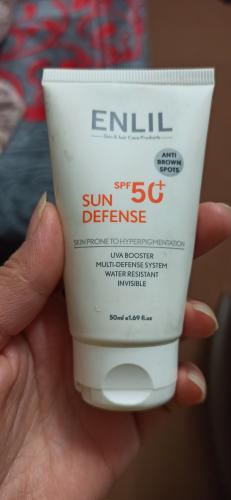 ENLIL
Skin & hair Care Products
ANTI
BROWN
SPOTS
SPF 50+
SUN
DEFENSE
SKIN PRONE TO HYPERPIGMENTATION
UVA BOOSTER
MULTI-DEFENSE SYSTEM
WATER RESISTANT
INVISIBLE
50ml e1.69 fl.oz